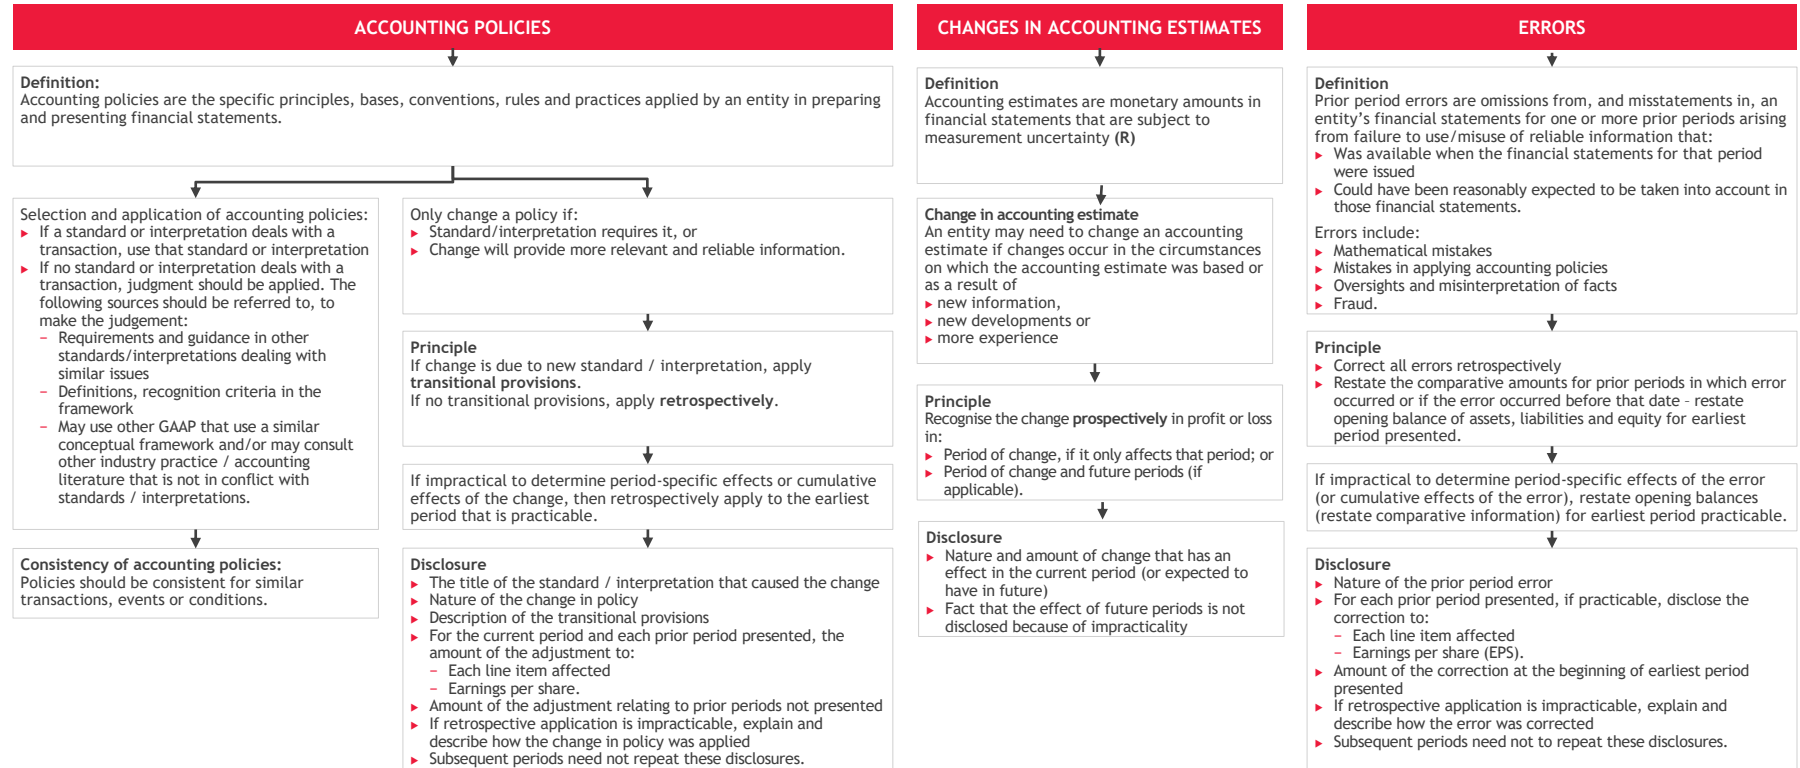 ACCOUNTING POLICIES
Definition:
Accounting policies are the specific principles, bases, conventions, rules and practices applied by an entity in preparing
and presenting financial statements.
Selection and application of accounting policies:
► If a standard or interpretation deals with a
transaction, use that standard or interpretation
► If no standard or interpretation deals with a
transaction, judgment should be applied. The
following sources should be referred to, to
make the judgement:
− Requirements and guidance in other
standards/interpretations dealing with
similar issues
− Definitions, recognition criteria in the
framework
− May use other GAAP that use a similar
conceptual framework and/or may consult
other industry practice / accounting
literature that is not in conflict with
standards / interpretations.
Consistency of accounting policies:
Policies should be consistent for similar
transactions, events or conditions.
Only change a policy if:
► Standard/interpretation requires it, or
► Change will provide more relevant and reliable information.
Principle
If change is due to new standard / interpretation, apply
transitional provisions.
If no transitional provisions, apply retrospectively.
If impractical to determine period-specific effects or cumulative
effects of the change, then retrospectively apply to the earliest
period that is practicable.
Disclosure
► The title of the standard / interpretation that caused the change
► Nature of the change in policy
► Description of the transitional provisions
► For the current period and each prior period presented, the
amount of the adjustment to:
− Each line item affected
− Earnings per share.
► Amount of the adjustment relating to prior periods not presented
► If retrospective application is impracticable, explain and
describe how the change in policy was applied
► Subsequent periods need not repeat these disclosures.
CHANGES IN ACCOUNTING ESTIMATES
Definition
Accounting estimates are monetary amounts in
financial statements that are subject to
measurement uncertainty (R)
Change in accounting estimate
An entity may need to change an accounting
estimate if changes occur in the circumstances
on which the accounting estimate was based or
as a result of
► new information,
► new developments or
► more experience
Principle
Recognise the change prospectively in profit or loss
in:
► Period of change, if it only affects that period; or
► Period of change and future periods (if
applicable).
Disclosure
► Nature and amount of change that has an
effect in the current period (or expected to
have in future)
► Fact that the effect of future periods is not
disclosed because of impracticality
ERRORS
Definition
Prior period errors are omissions from, and misstatements in, an
entity's financial statements for one or more prior periods arising
from failure to use/misuse of reliable information that:
► Was available when the financial statements for that period
were issued
► Could have been reasonably expected to be taken into account in
those financial statements.
Errors include:
► Mathematical mistakes
► Mistakes in applying accounting policies
► Oversights and misinterpretation of facts
► Fraud.
Principle
► Correct all errors retrospectively
► Restate the comparative amounts for prior periods in which error
occurred or if the error occurred before that date – restate
opening balance of assets, liabilities and equity for earliest
period presented.
If impractical to determine period-specific effects of the error
(or cumulative effects of the error), restate opening balances
(restate comparative information) for earliest period practicable.
Disclosure
► Nature of the prior period error
► For each prior period presented, if practicable, disclose the
correction to:
− Each line item affected
− Earnings per share (EPS).
► Amount of the correction at the beginning of earliest period
presented
► If retrospective application is impracticable, explain and
describe how the error was corrected
► Subsequent periods need not to repeat these disclosures.